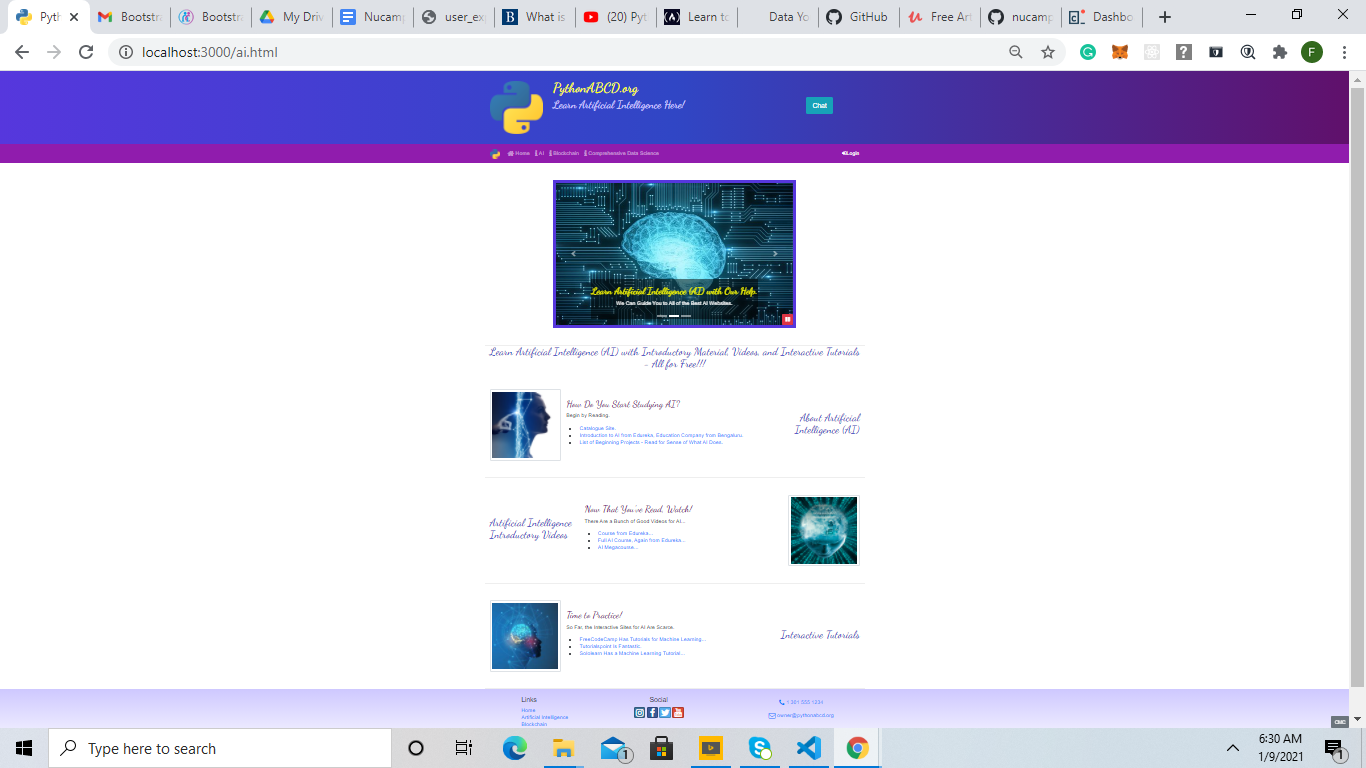 Pyth
Bootstra
Bootstra
My Driv
Nucamp
user_exp
What is
(20) Pyt
Learn to
Data Yo
GitHub
Free Art
nucamp
Dashbo
localhost:3000/ai.html
F
PythonABCD.org
Learn Artificial Intelligence Here!
Chat
Home AI Blockchain Comprehensive Data Science
Login
Learn Artificial Intelligence (AI) with Our Help.
We Can Guide You to All of the Best AI Websites.
Learn Artificial Intelligence (AI) with Introductory Material, Videos, and Interactive Tutorials
- All for Free!!!
How Do You Start Studying AI?
Begin by Reading.
Catalogue Site.
Introduction to AI from Edureka, Education Company from Bengaluru.
List of Beginning Projects - Read for Sense of What AI Does.
About Artificial
Intelligence (AI)
Artificial Intelligence
Introductory Videos
Now That You've Read, Watch!
There Are a Bunch of Good Videos for AI...
Course from Edureka...
Full AI Course, Again from Edureka...
AI Megacourse...
Time to Practice!
So Far, the Interactive Sites for AI Are Scarce.
FreeCodeCamp Has Tutorials for Machine Learning...
Tutorialspoint is Fantastic.
Sololearn Has a Machine Learning Tutorial...
Interactive Tutorials
Links
Home
Artificial Intelligence
Blockchain
Social
1 301 555 1234
owner@pythonabcd.org
Type here to search
1
6:30 AM
1/9/2021
1